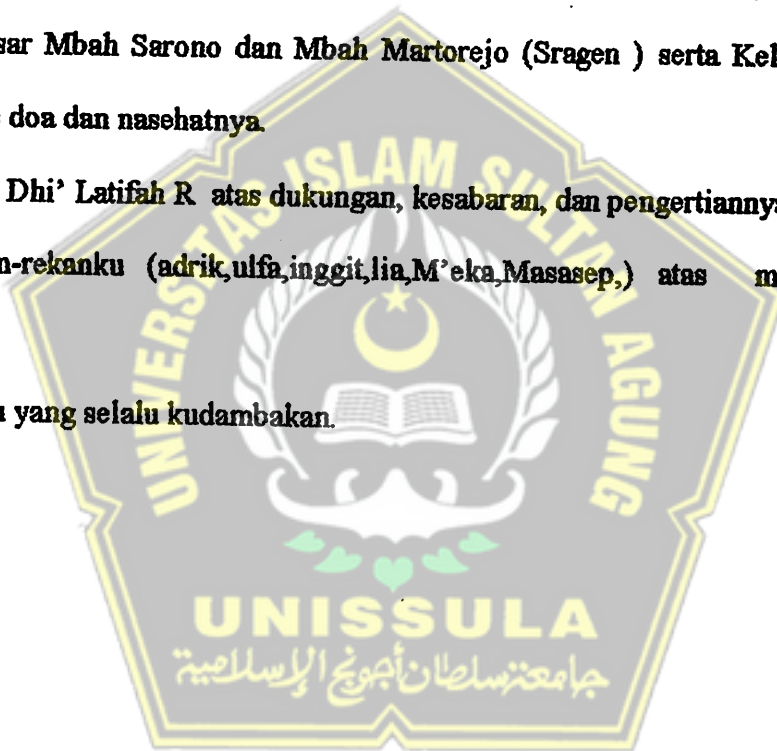 sar Mbah Sarono dan Mbah Martorejo (Sragen ) serta Kel
doa dan nasehatnya.
Dhi' Latifah R atas dukungan, kesabaran, dan pengertiannya
n-rekanku (adrik,ulfa,inggit,lia,M'eka,Masasep,) atas m
yang selalu kudambakan.
UNIVERSITAS ISLAM SULTAN AGUNG
UNISSULA
جامعة سلطان أجونج الإسلامية